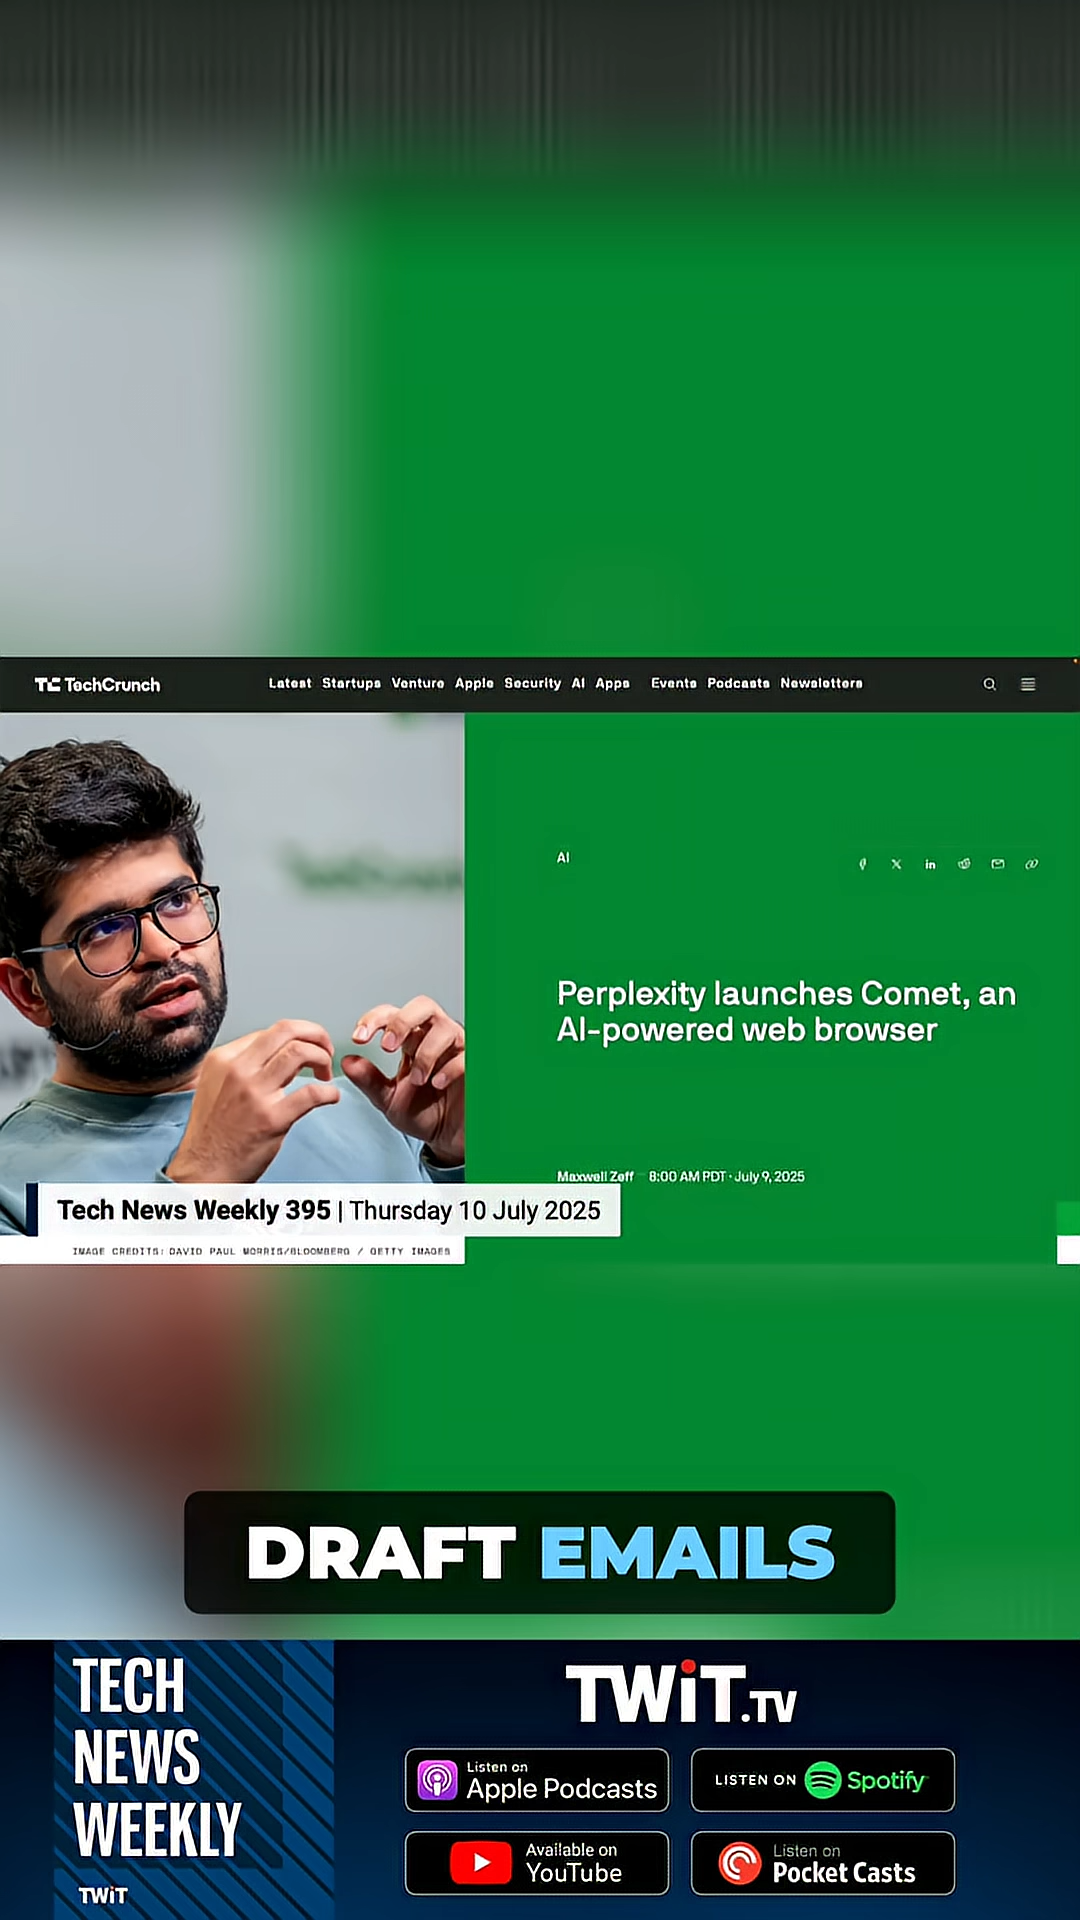 TechCrunch
Latest Startups Venture Apple Security AI Apps Events Podcasts Newsletters
AI
Perplexity launches Comet, an
AI-powered web browser
Maxwell Zeff 8:00 AM PDT · July 9, 2025
Tech News Weekly 395 | Thursday 10 July 2025
IMAGE CREDITS: DAVID PAUL MORRIS/BLOOMBERG / GETTY IMAGES
DRAFT EMAILS
TECH
NEWS
WEEKLY
TWiT
TWiT.TV
Listen on
Apple Podcasts
LISTEN ON Spotify
Available on
YouTube
Listen on
Pocket Casts